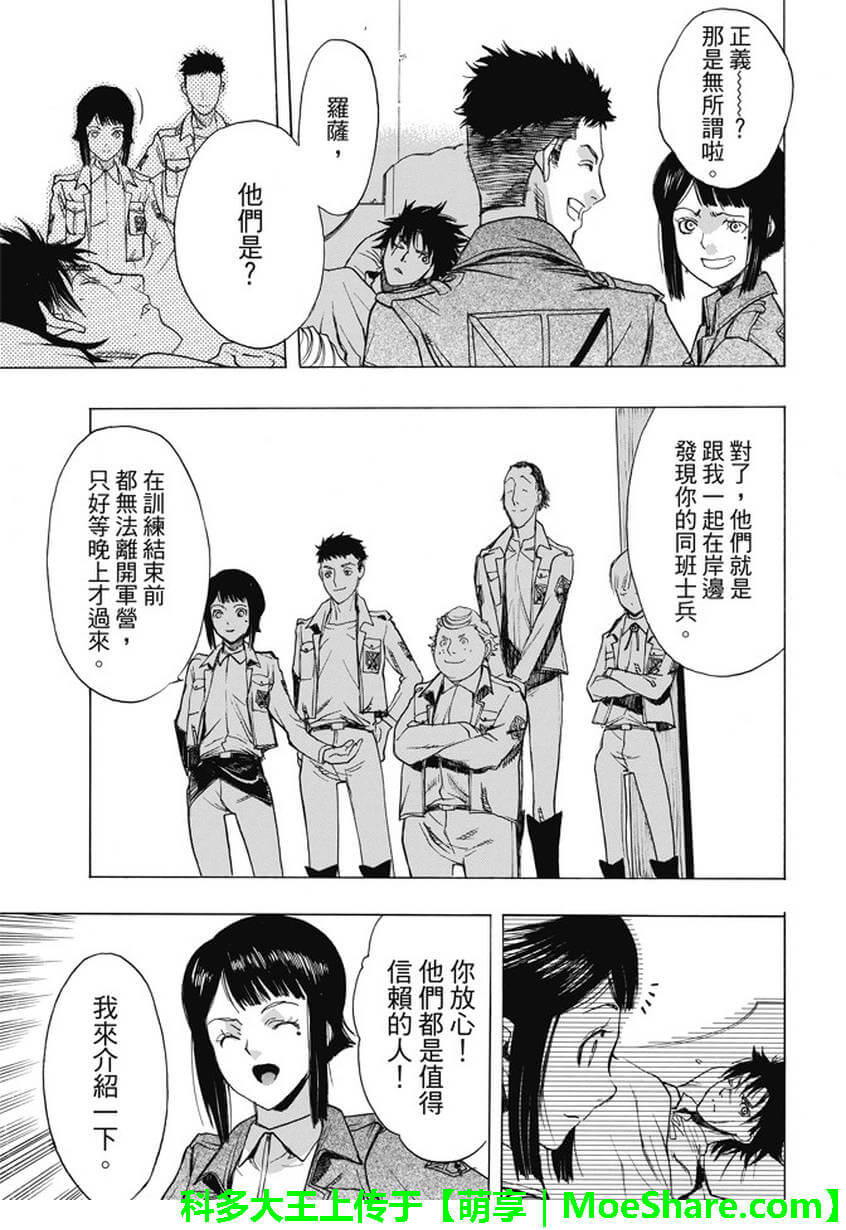 正義~~~~?
那是無所謂啦。
羅薩,
他們是?
對了,他們就是
跟我一起在岸邊
發現你的同班士兵。
在訓練結束前
都無法離開軍營,
只好等晚上才過來。
你放心!
他們都是值得
信賴的人!
我來介紹一下。
科多大王上传于【萌享|MoeShare.com】